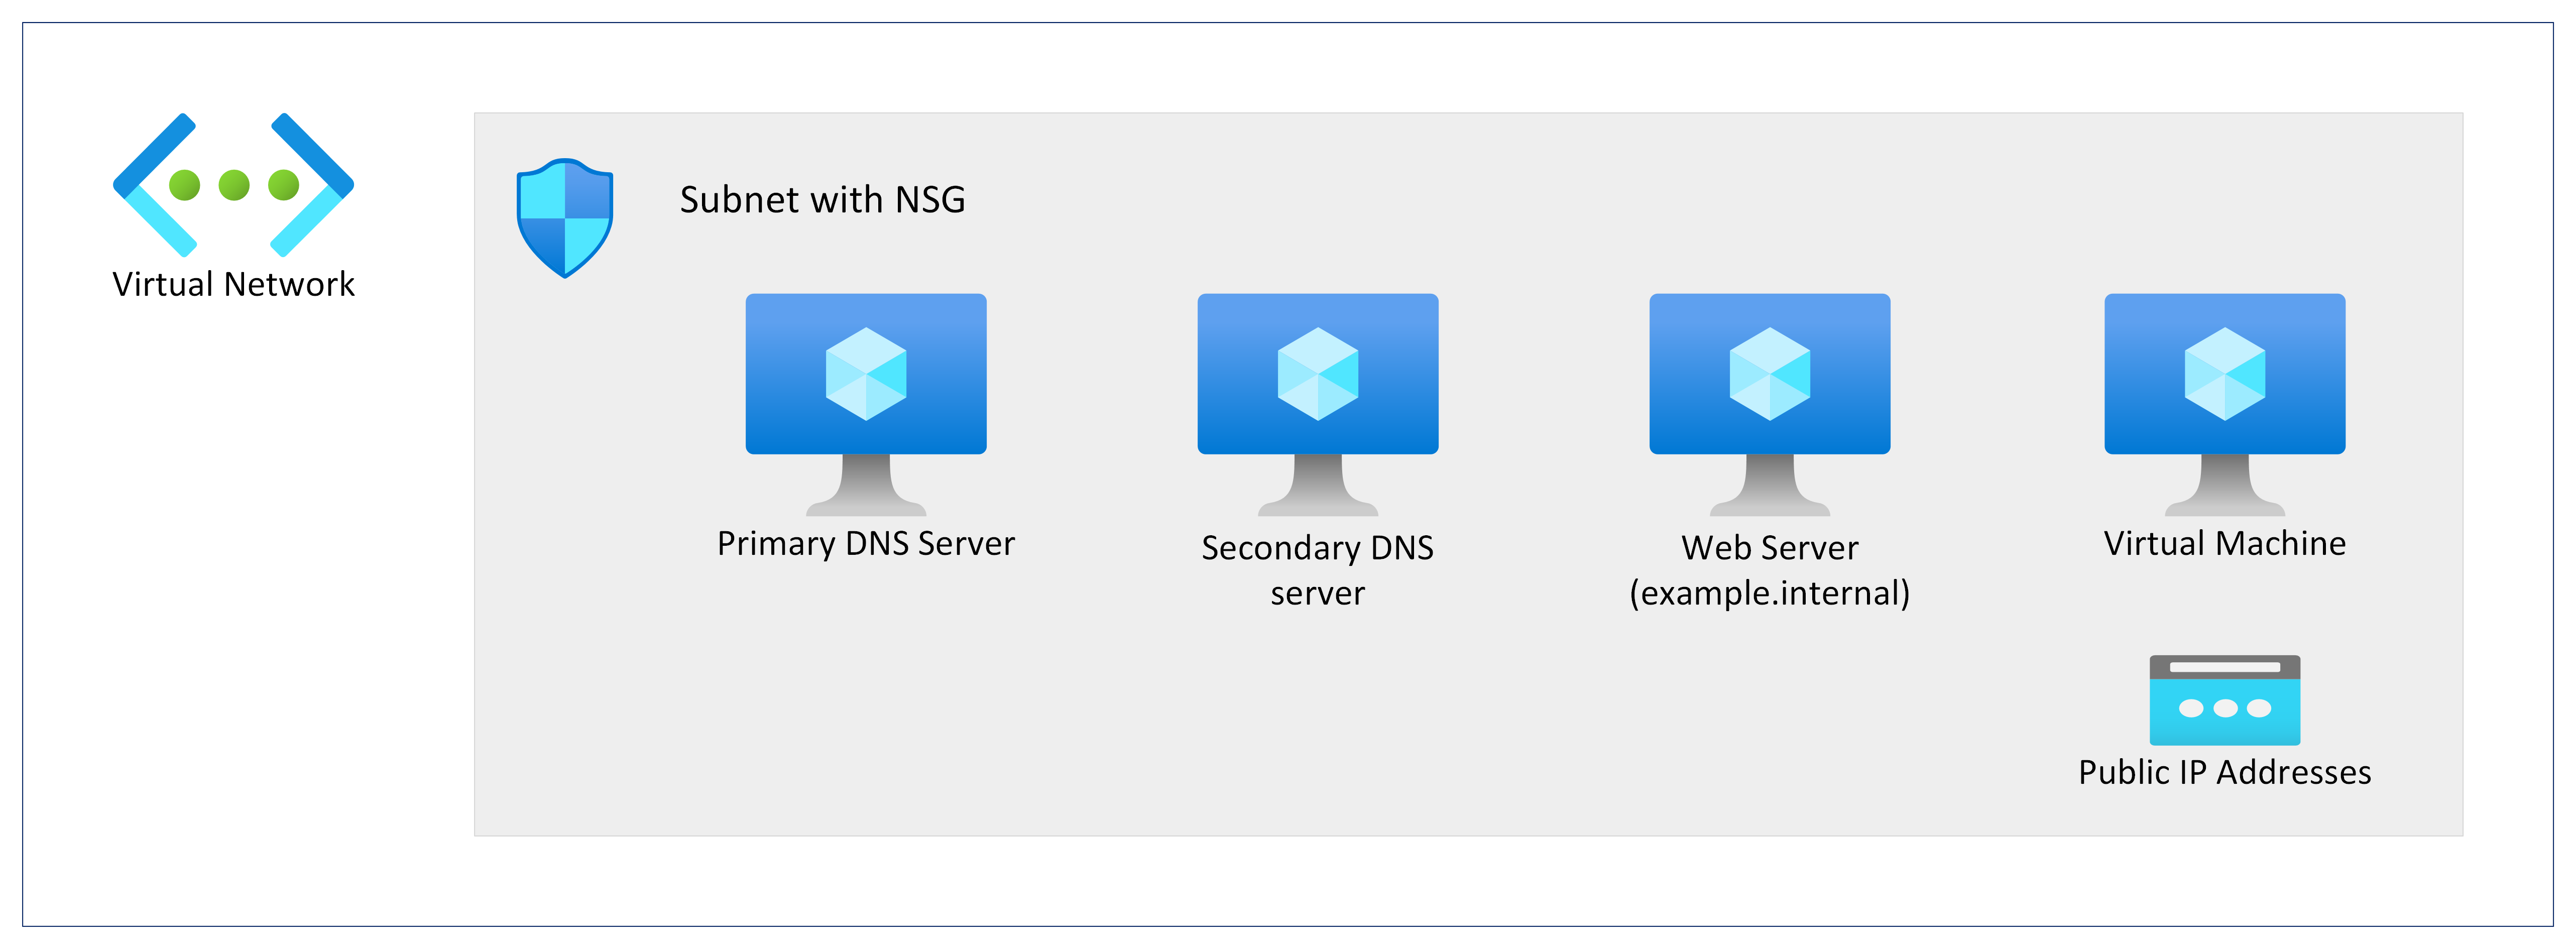 Virtual Network
Subnet with NSG
Primary DNS Server
Secondary DNS
server
Web Server
(example.internal)
Virtual Machine
Public IP Addresses